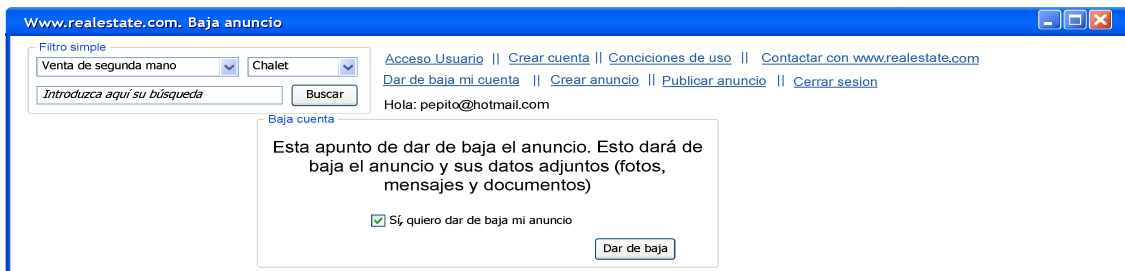 Www.realestate.com. Baja anuncio
Filtro simple
Venta de segunda mano Chalet
Introduzca aquí su búsqueda Buscar
Acceso Usuario || Crear cuenta || Conciciones de uso || Contactar con www.realestate.com
Dar de baja mi cuenta || Crear anuncio || Publicar anuncio || Cerrar sesion
Hola: pepito@hotmail.com
Baja cuenta
Esta apunto de dar de baja el anuncio. Esto dará de
baja el anuncio y sus datos adjuntos (fotos,
mensajes y documentos)
Sí, quiero dar de baja mi anuncio
Dar de baja